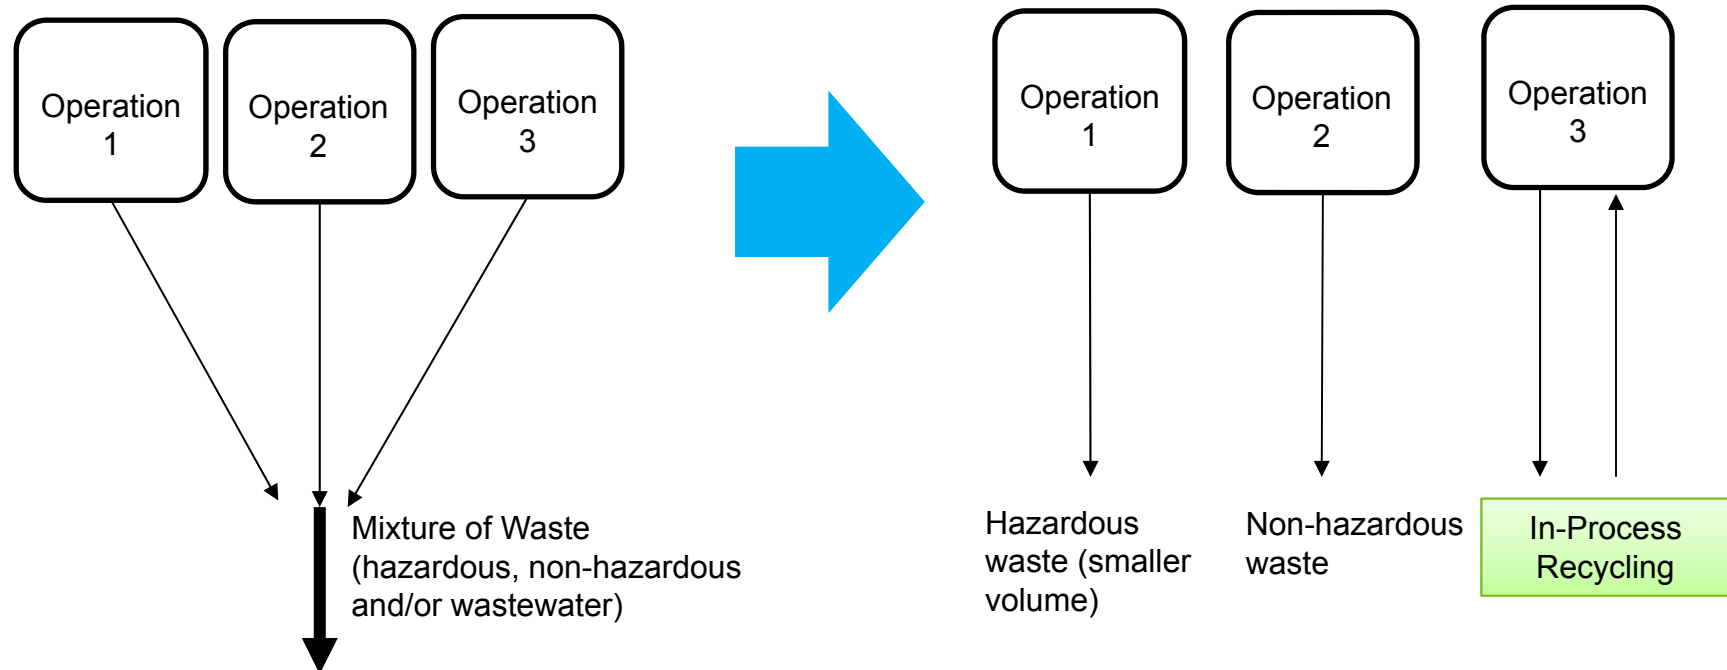 Operation
1
Operation
2
Operation
3
Mixture of Waste
(hazardous, non-hazardous
and/or wastewater)
Operation
1
Operation
2
Operation
3
Hazardous
waste (smaller
volume)
Non-hazardous
waste
In-Process
Recycling